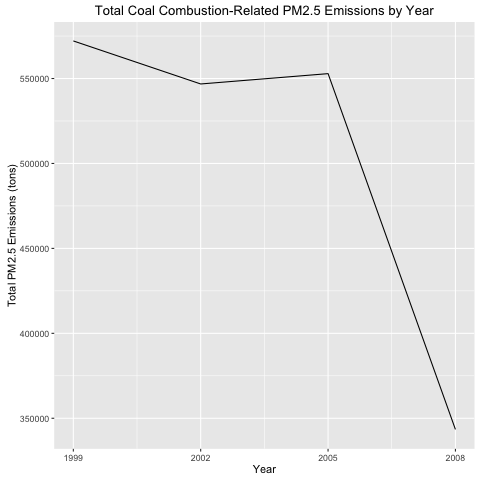 Total Coal Combustion-Related PM2.5 Emissions by Year
Total PM2.5 Emissions (tons)
550000
500000
450000
400000
350000
1999 2002 2005 2008
Year